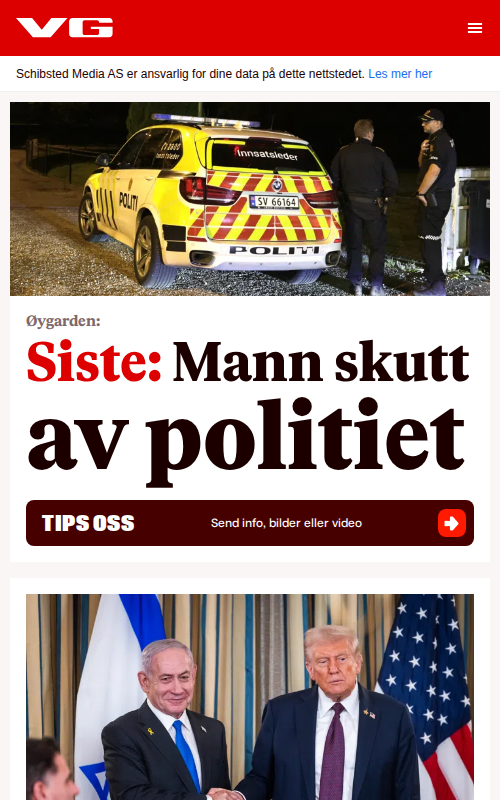 VG
Schibsted Media AS er ansvarlig for dine data på dette nettstedet. Les mer her
Innsatsleder
POLITI
SV 66164
POLITI
Øygarden:
Siste: Mann skutt
av politiet
TIPS OSS
Send info, bilder eller video